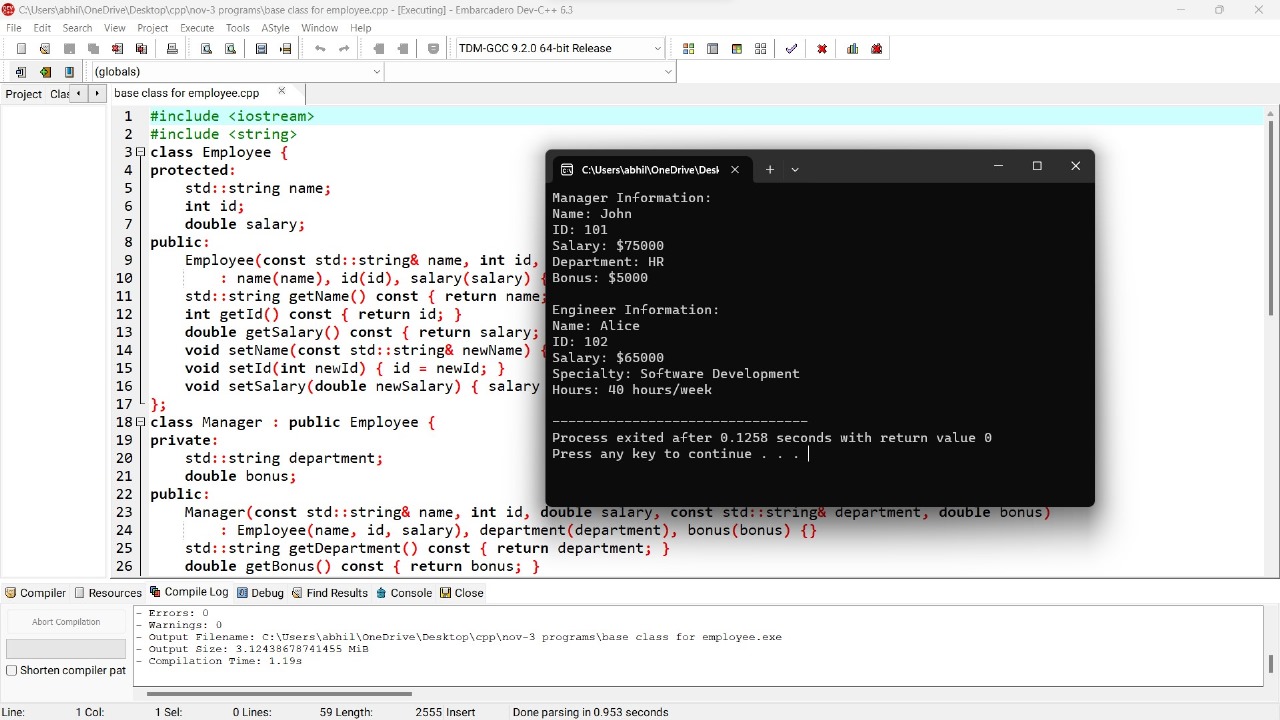 C:\Users\abhil\OneDrive\Desktop\cpp\nov-3 programs\base class for employee.cpp - [Executing] - Embarcadero Dev-C++ 6.3
File Edit Search View Project Execute Tools AStyle Window Help
TDM-GCC 9.2.0 64-bit Release
(globals)
Project Clas
base class for employee.cpp
1 #include <iostream>
2 #include <string>
3 class Employee {
4 protected:
5 std::string name;
6 int id;
7 double salary;
8 public:
9 Employee(const std::string& name, int id,
10 : name(name), id(id), salary(salary) {
11 std::string getName() const { return name;
12 int getId() const { return id; }
13 double getSalary() const { return salary;
14 void setName(const std::string& newName) {
15 void setId(int newId) { id = newId; }
16 void setSalary(double newSalary) { salary
17 };
18 class Manager : public Employee {
19 private:
20 std::string department;
21 double bonus;
22 public:
23 Manager(const std::string& name, int id, double salary, const std::string& department, double bonus)
24 : Employee(name, id, salary), department(department), bonus(bonus) {}
25 std::string getDepartment() const { return department; }
26 double getBonus() const { return bonus; }
C:\Users\abhil\OneDrive\Desk
Manager Information:
Name: John
ID: 101
Salary: $75000
Department: HR
Bonus: $5000
Engineer Information:
Name: Alice
ID: 102
Salary: $65000
Specialty: Software Development
Hours: 40 hours/week
--------------------------------
Process exited after 0.1258 seconds with return value 0
Press any key to continue . . .
Compiler Resources Compile Log Debug Find Results Console Close
Abort Compilation
Shorten compiler pat
- Errors: 0
- Warnings: 0
- Output Filename: C:\Users\abhil\OneDrive\Desktop\cpp\nov-3 programs\base class for employee.exe
- Output Size: 3.12438678741455 MiB
- Compilation Time: 1.19s
Line: 1 Col: 1 Sel: 0 Lines: 59 Length: 2555 Insert Done parsing in 0.953 seconds